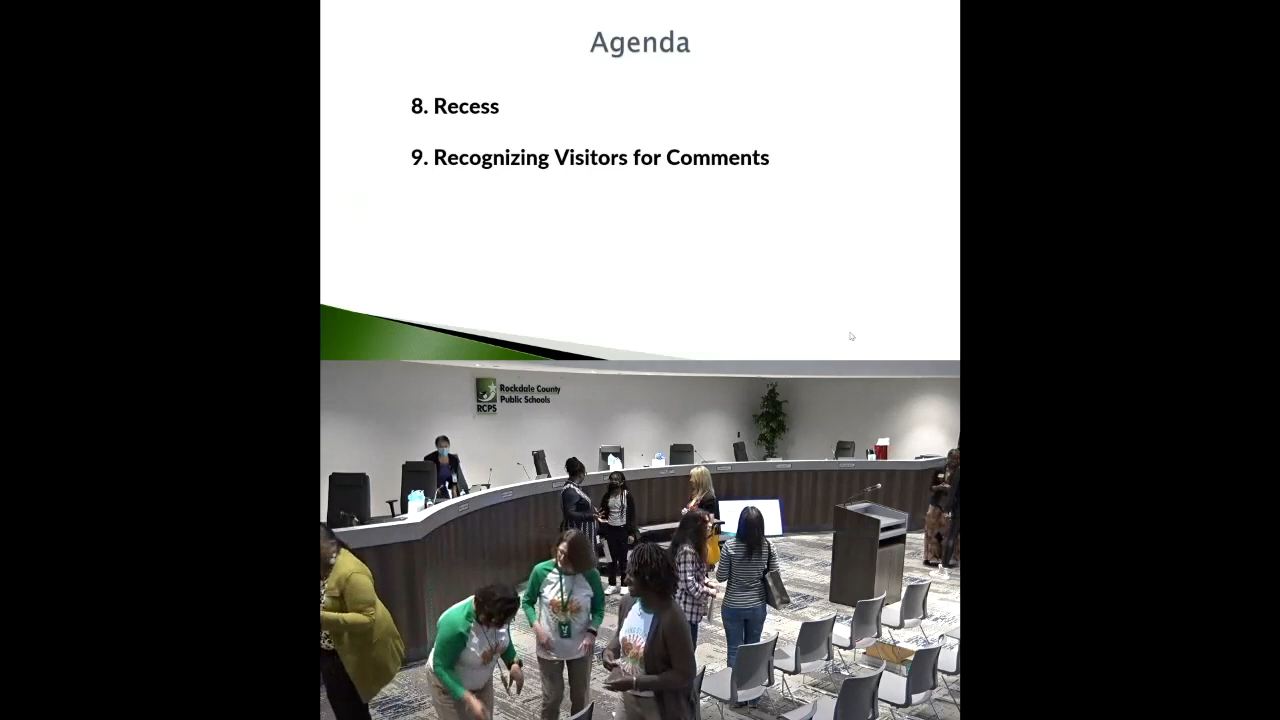 Agenda
8. Recess
9. Recognizing Visitors for Comments
Rockdale County
Public Schools
RCPS